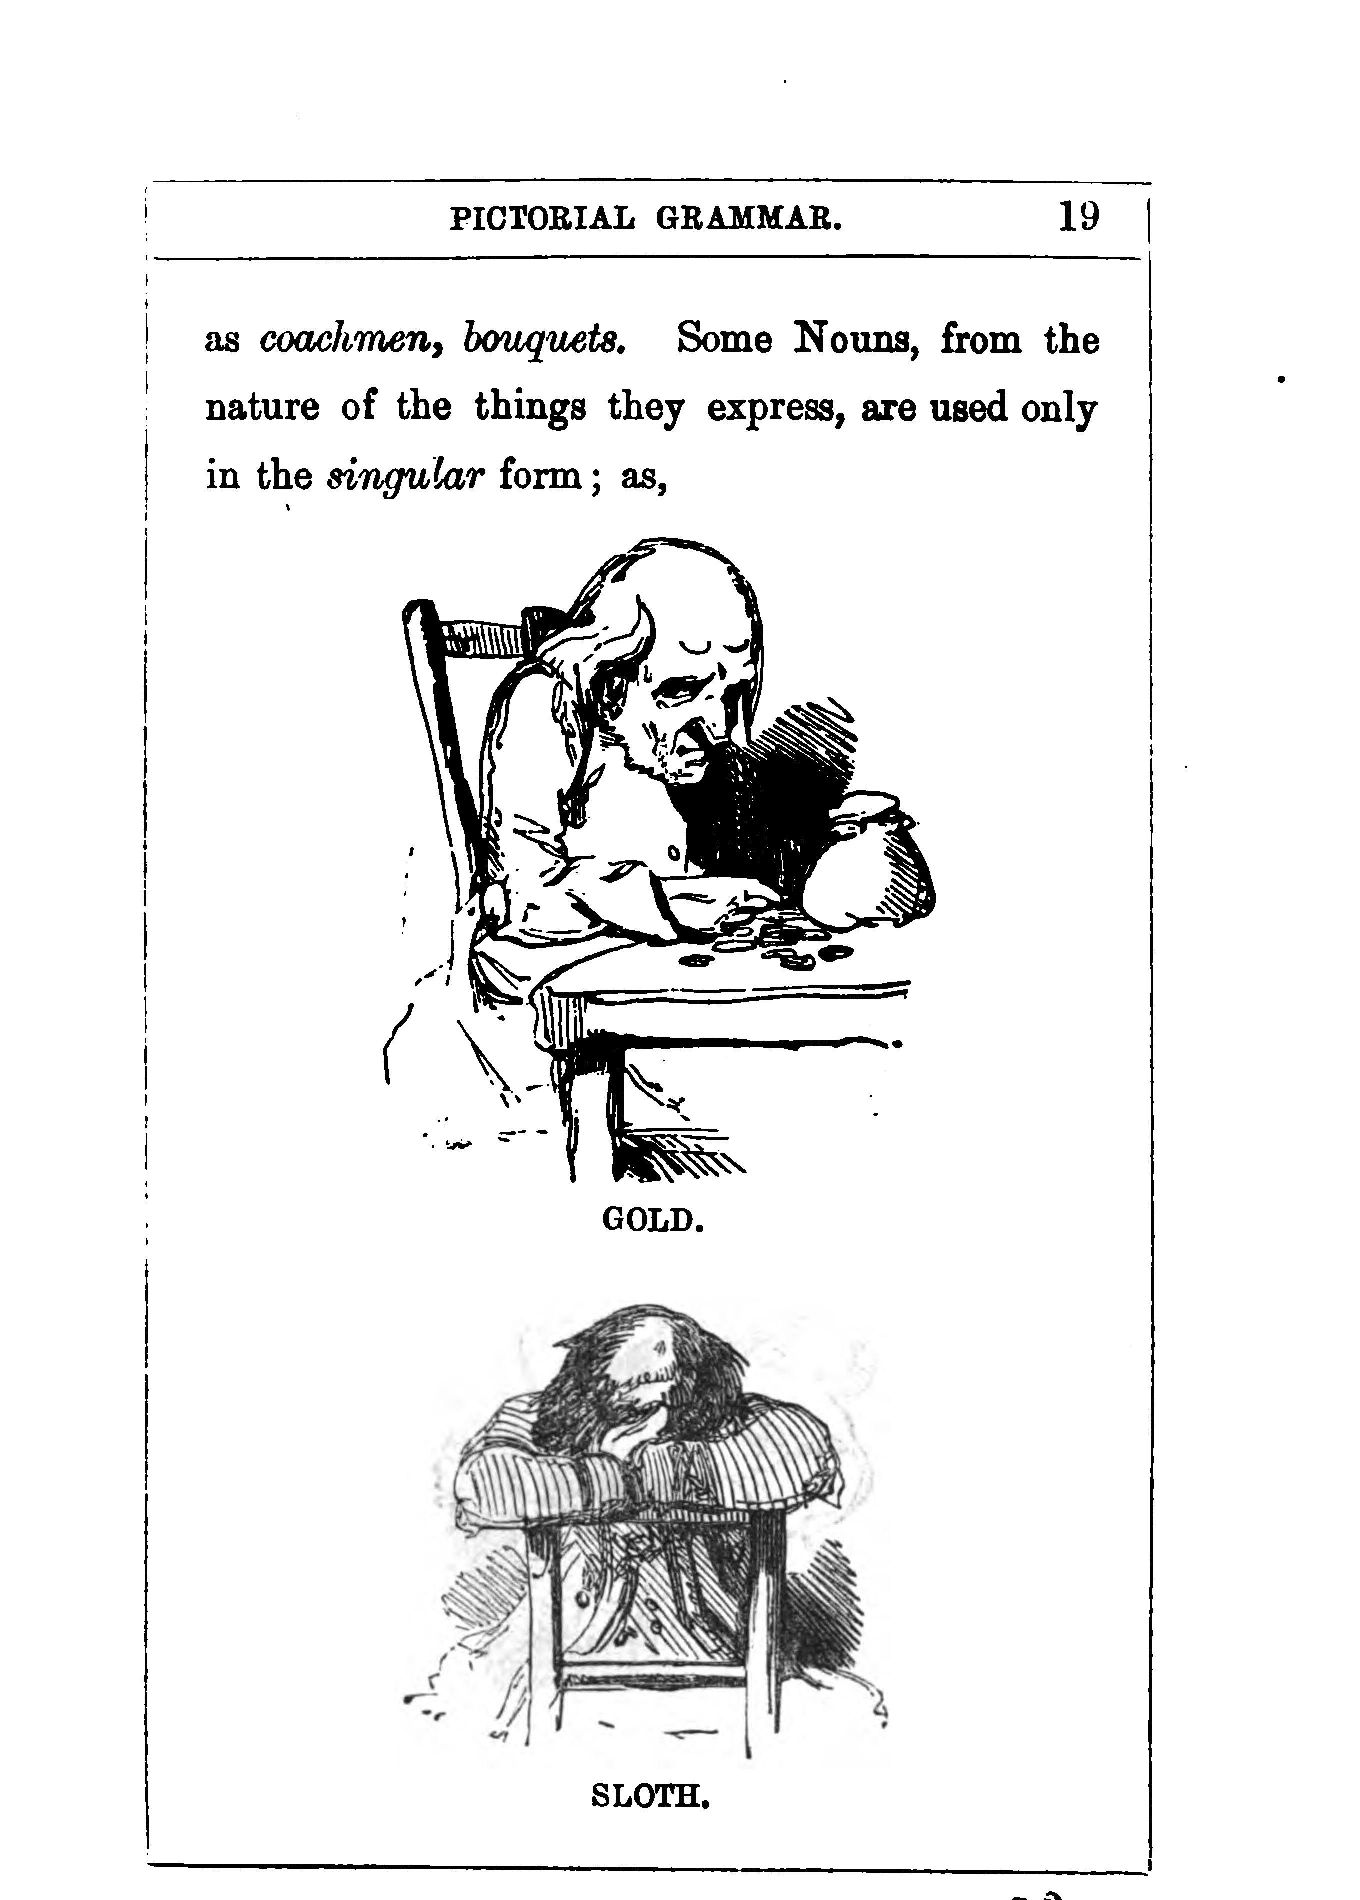 PICTORIAL GRAMMAR. 19
as coachmen, bouquets. Some Nouns, from the
nature of the things they express, are used only
in the singular form; as,
GOLD.
SLOTH.